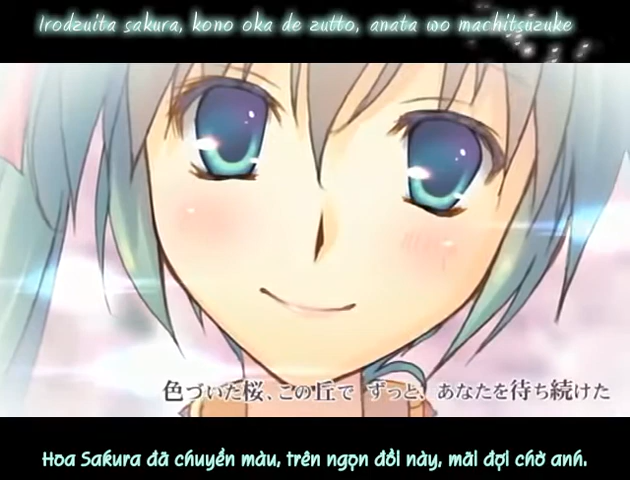 Irodzuita sakura, kono oka de zutto, anata wo machitsuzuke
色づいた桜、この丘で ずっと、あなたを待ち続けた
Hoa Sakura đã chuyển màu, trên ngọn đồi này, mãi đợi chờ anh.